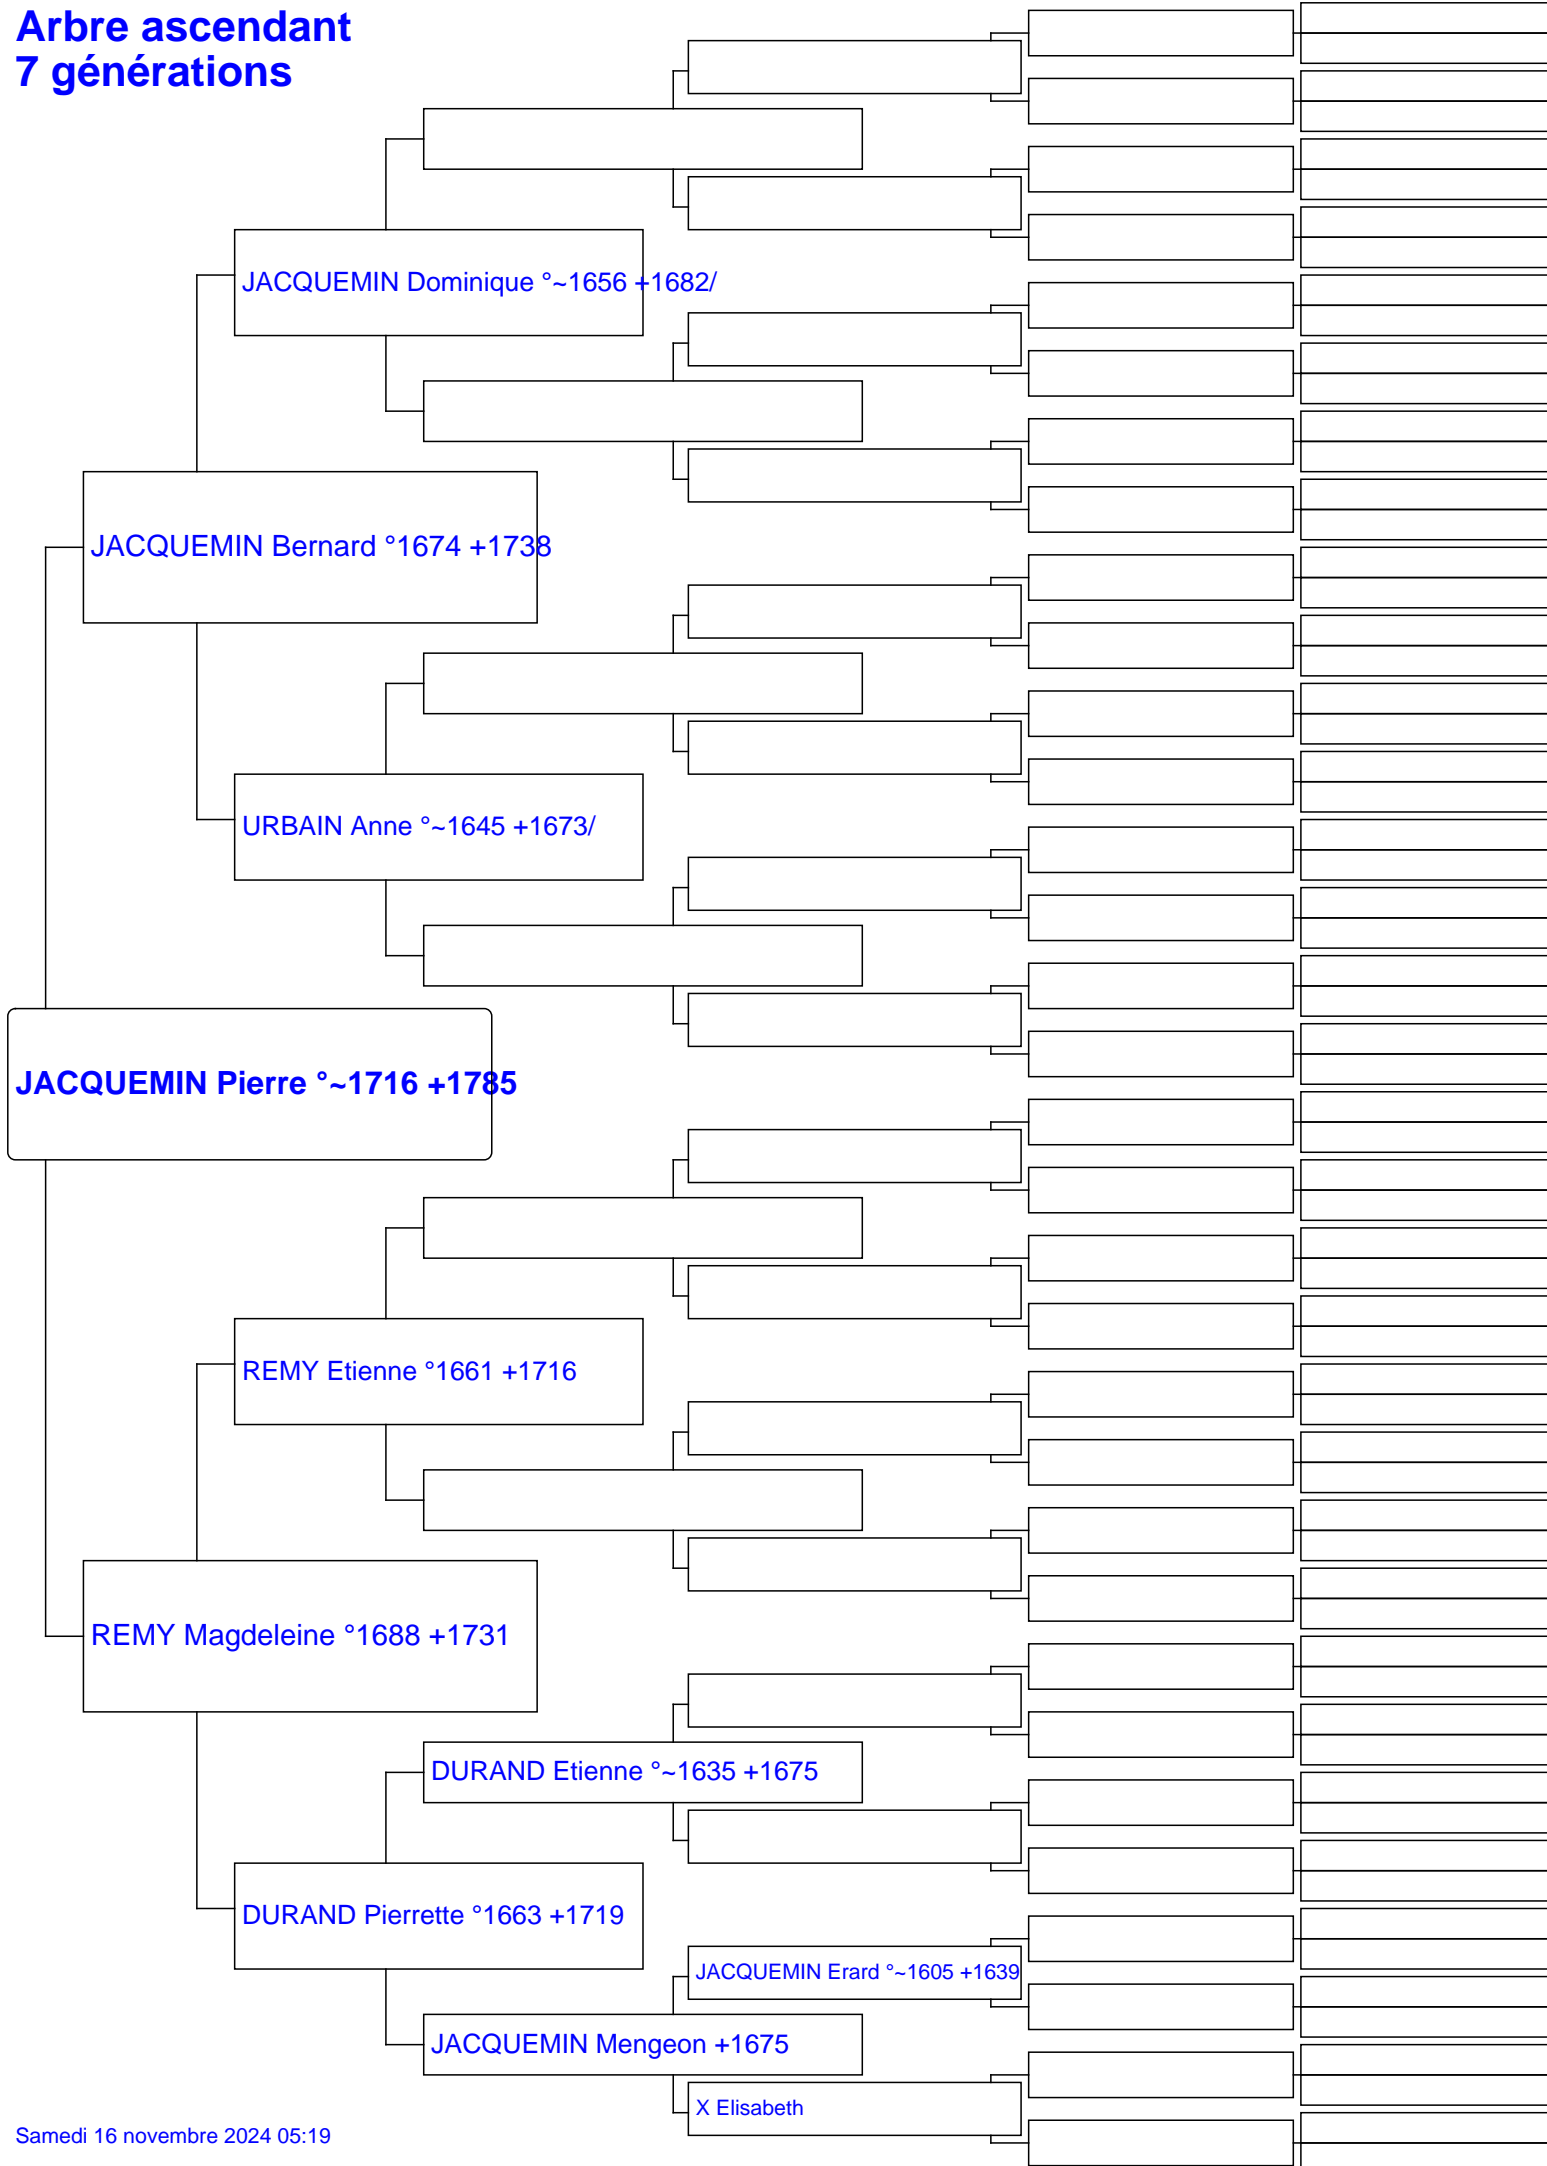 Arbre ascendant
7 générations
JACQUEMIN Dominique °~1656 +1682/
JACQUEMIN Bernard °1674 +1738
URBAIN Anne °~1645 +1673/
JACQUEMIN Pierre °~1716 +1785
REMY Etienne °1661 +1716
REMY Magdeleine °1688 +1731
DURAND Etienne °~1635 +1675
DURAND Pierrette °1663 +1719
JACQUEMIN Erard °~1605 +1639
JACQUEMIN Mengeon +1675
X Elisabeth
Samedi 16 novembre 2024 05:19